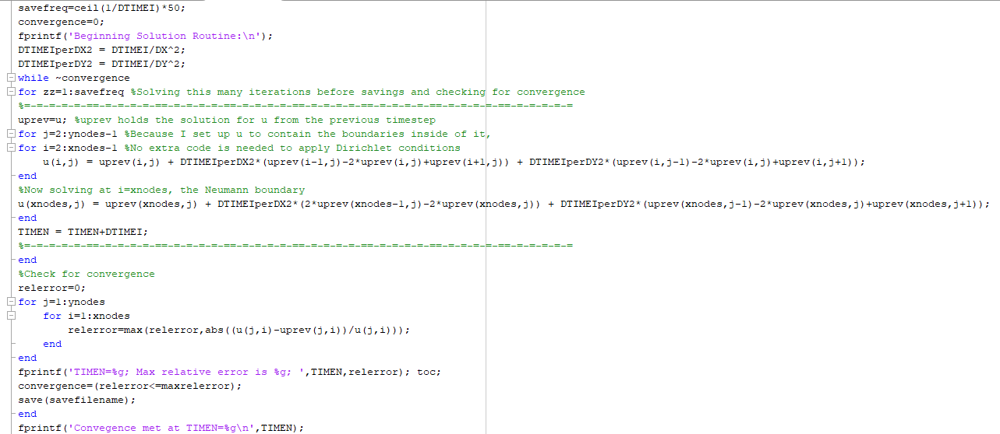 savefreq=ceil(1/DTIMEI)*50;
convergence=0;
fprintf('Beginning Solution Routine:\n');
DTIMEIperDX2 = DTIMEI/DX^2;
DTIMEIperDY2 = DTIMEI/DY^2;
while ~convergence
for zz=1:savefreq %Solving this many iterations before savings and checking for convergence
%=-=-=-=-=-==-=-=-=-==-=-=-=-=-==-=-=-=-==-=-=-=-=-==-=-=-=-==-=-=-=-=-==-=-=-=-==-=-=-=-=
uprev=u; %uprev holds the solution for u from the previous timestep
for j=2:ynodes-1 %Because I set up u to contain the boundaries inside of it,
for i=2:xnodes-1 %No extra code is needed to apply Dirichlet conditions
u(i,j) = uprev(i,j) + DTIMEIperDX2*(uprev(i-1,j)-2*uprev(i,j)+uprev(i+1,j)) + DTIMEIperDY2*(uprev(i,j-1)-2*uprev(i,j)+uprev(i,j+1));
end
%Now solving at i=xnodes, the Neumann boundary
u(xnodes,j) = uprev(xnodes,j) + DTIMEIperDX2*(2*uprev(xnodes-1,j)-2*uprev(xnodes,j)) + DTIMEIperDY2*(uprev(xnodes,j-1)-2*uprev(xnodes,j)+uprev(xnodes,j+1));
end
TIMEN = TIMEN+DTIMEI;
%=-=-=-=-=-==-=-=-=-==-=-=-=-=-==-=-=-=-==-=-=-=-=-==-=-=-=-==-=-=-=-=-==-=-=-=-==-=-=-=-=
end
%Check for convergence
relerror=0;
for j=1:ynodes
for i=1:xnodes
relerror=max(relerror,abs((u(j,i)-uprev(j,i))/u(j,i)));
end
end
fprintf('TIMEN=%g; Max relative error is %g; ',TIMEN,relerror); toc;
convergence=(relerror<=maxrelerror);
save(savefilename);
end
fprintf('Convegence met at TIMEN=%g\n',TIMEN);